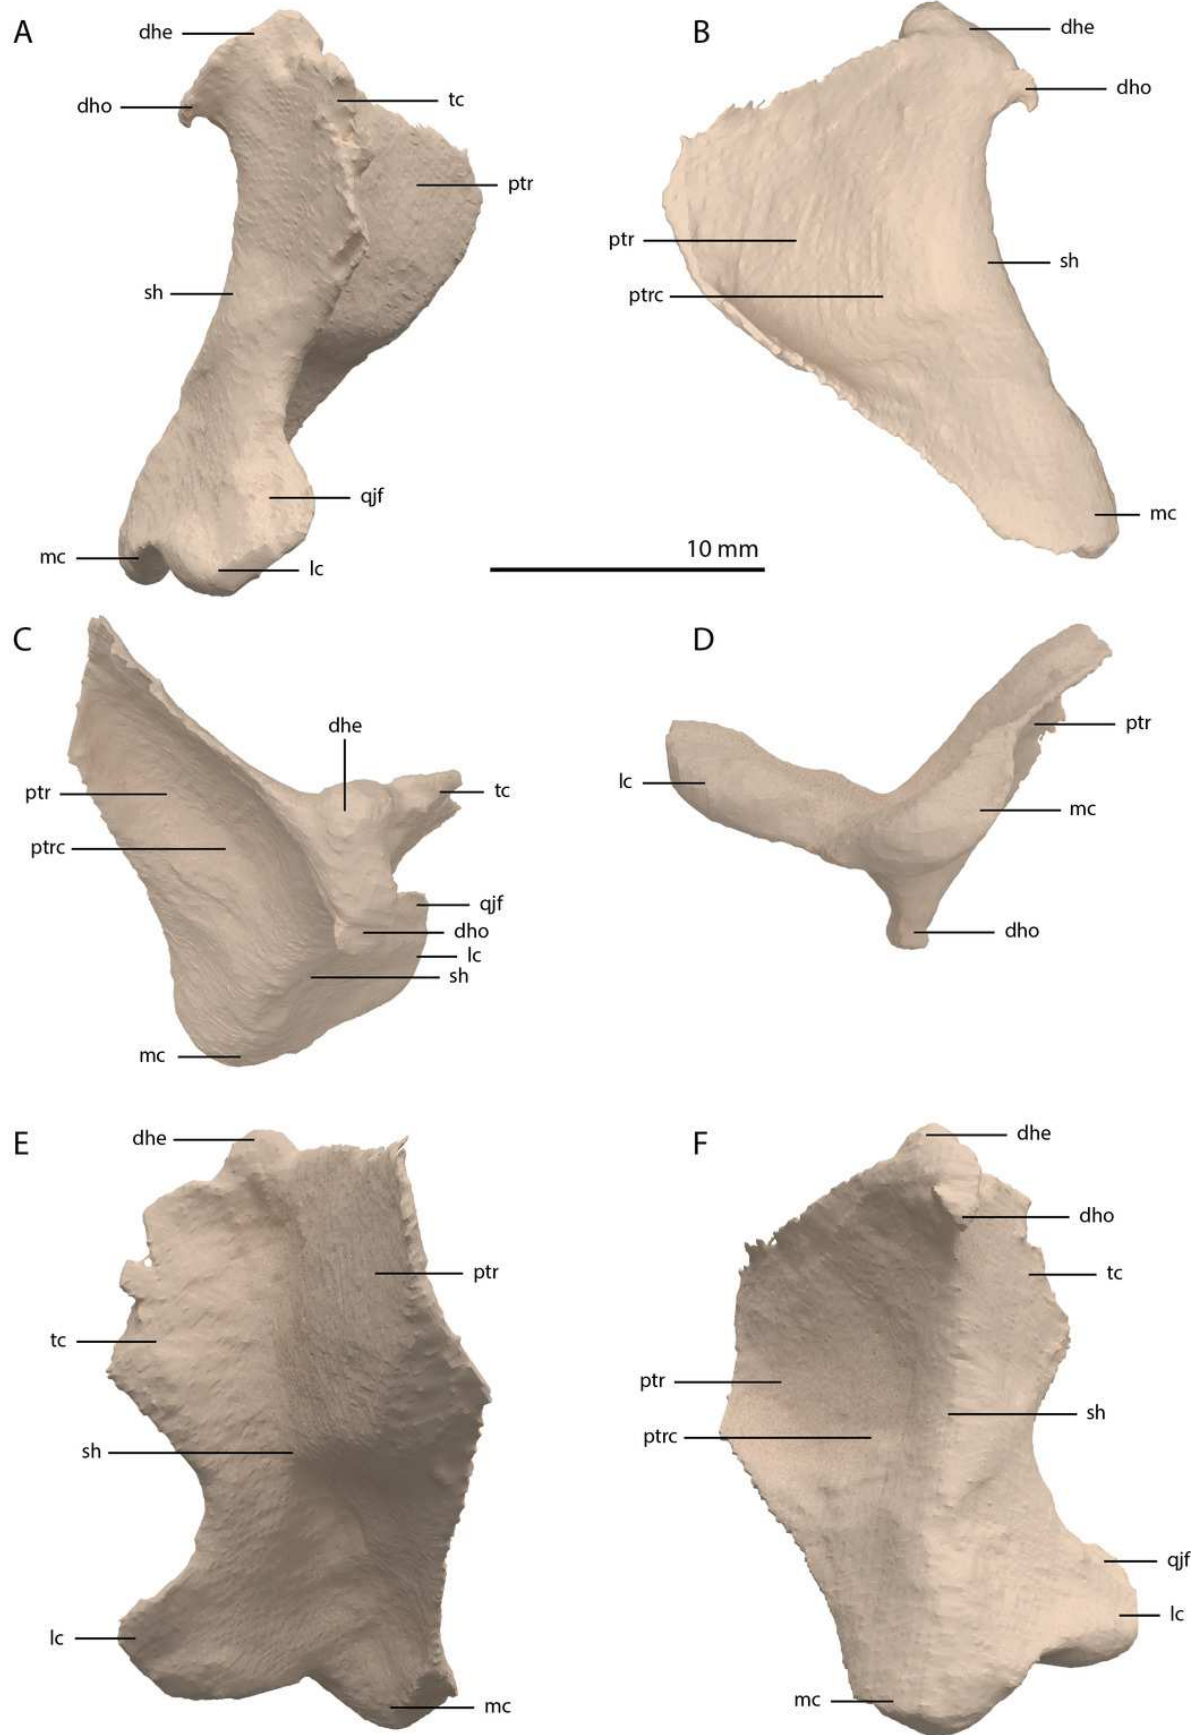 A
dhe
dho
tc
ptr
sh
qjf
mc
lc
B
dhe
dho
ptr
sh
ptrc
mc
10 mm
C
dhe
ptr
tc
ptrc
qjf
dho
lc
sh
mc
D
ptr
lc
mc
dho
E
dhe
ptr
tc
sh
lc
mc
F
dhe
dho
tc
ptr
sh
ptrc
qjf
lc
mc